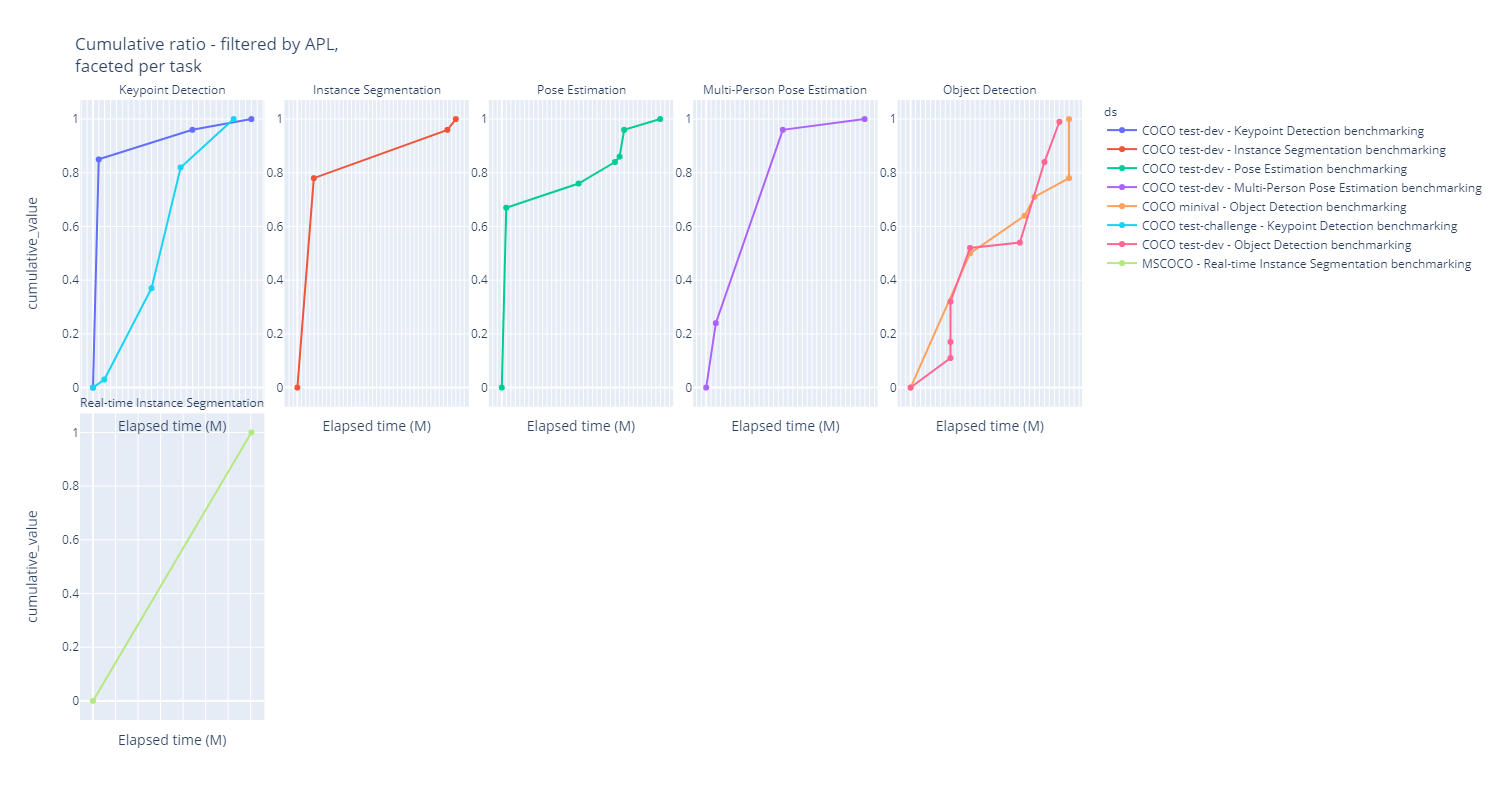 Cumulative ratio - filtered by APL,
faceted per task
Keypoint Detection
Instance Segmentation
Pose Estimation
Multi-Person Pose Estimation
Object Detection
cumulative_value
1
0.8
0.6
0.4
0.2
0
1
0.8
0.6
0.4
0.2
0
1
0.8
0.6
0.4
0.2
0
1
0.8
0.6
0.4
0.2
0
1
0.8
0.6
0.4
0.2
0
ds
COCO test-dev - Keypoint Detection benchmarking
COCO test-dev - Instance Segmentation benchmarking
COCO test-dev - Pose Estimation benchmarking
COCO test-dev - Multi-Person Pose Estimation benchmarking
COCO minival - Object Detection benchmarking
COCO test-challenge - Keypoint Detection benchmarking
COCO test-dev - Object Detection benchmarking
MSCOCO - Real-time Instance Segmentation benchmarking
Real-time Instance Segmentation
Elapsed time (M)
Elapsed time (M)
Elapsed time (M)
Elapsed time (M)
Elapsed time (M)
cumulative_value
1
0.8
0.6
0.4
0.2
0
Elapsed time (M)